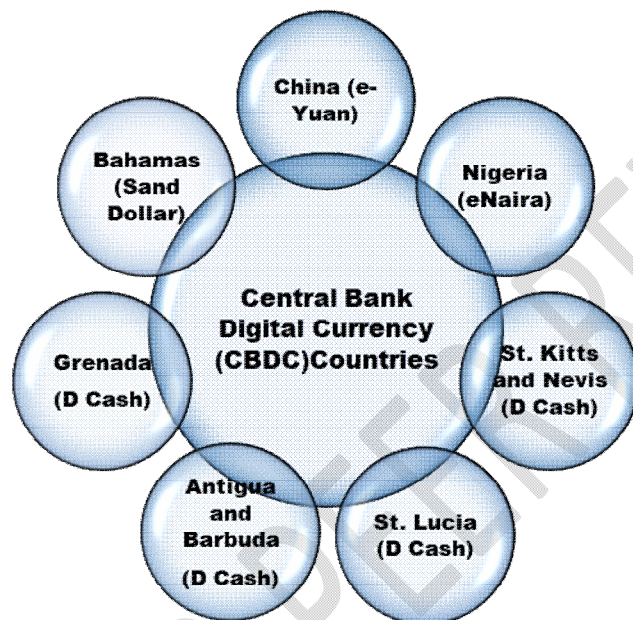 China (e-
Yuan)
Bahamas
(Sand
Dollar)
Nigeria
(eNaira)
Central Bank
Digital Currency
(CBDC)Countries
Grenada
(D Cash)
St. Kitts
and Nevis
(D Cash)
Antigua
and
Barbuda
(D Cash)
St. Lucia
(D Cash)